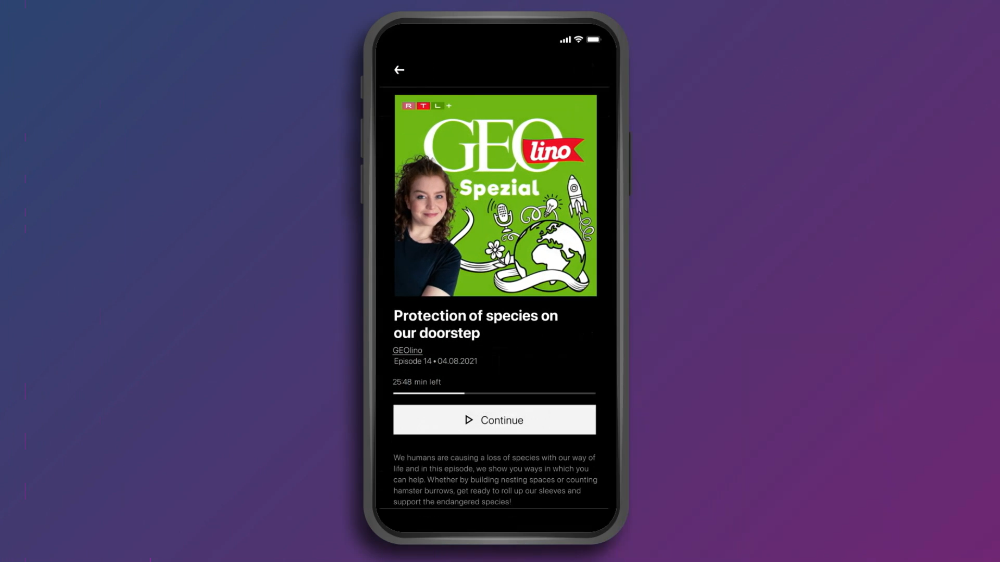 RTL+
GEO
lino
Spezial
Protection of species on
our doorstep
GEOlino
Episode 14 • 04.08.2021
25:48 min left
Continue
We humans are causing a loss of species with our way of
life and in this episode, we show you ways in which you
can help. Whether by building nesting spaces or counting
hamster burrows, get ready to roll up our sleeves and
support the endangered species!